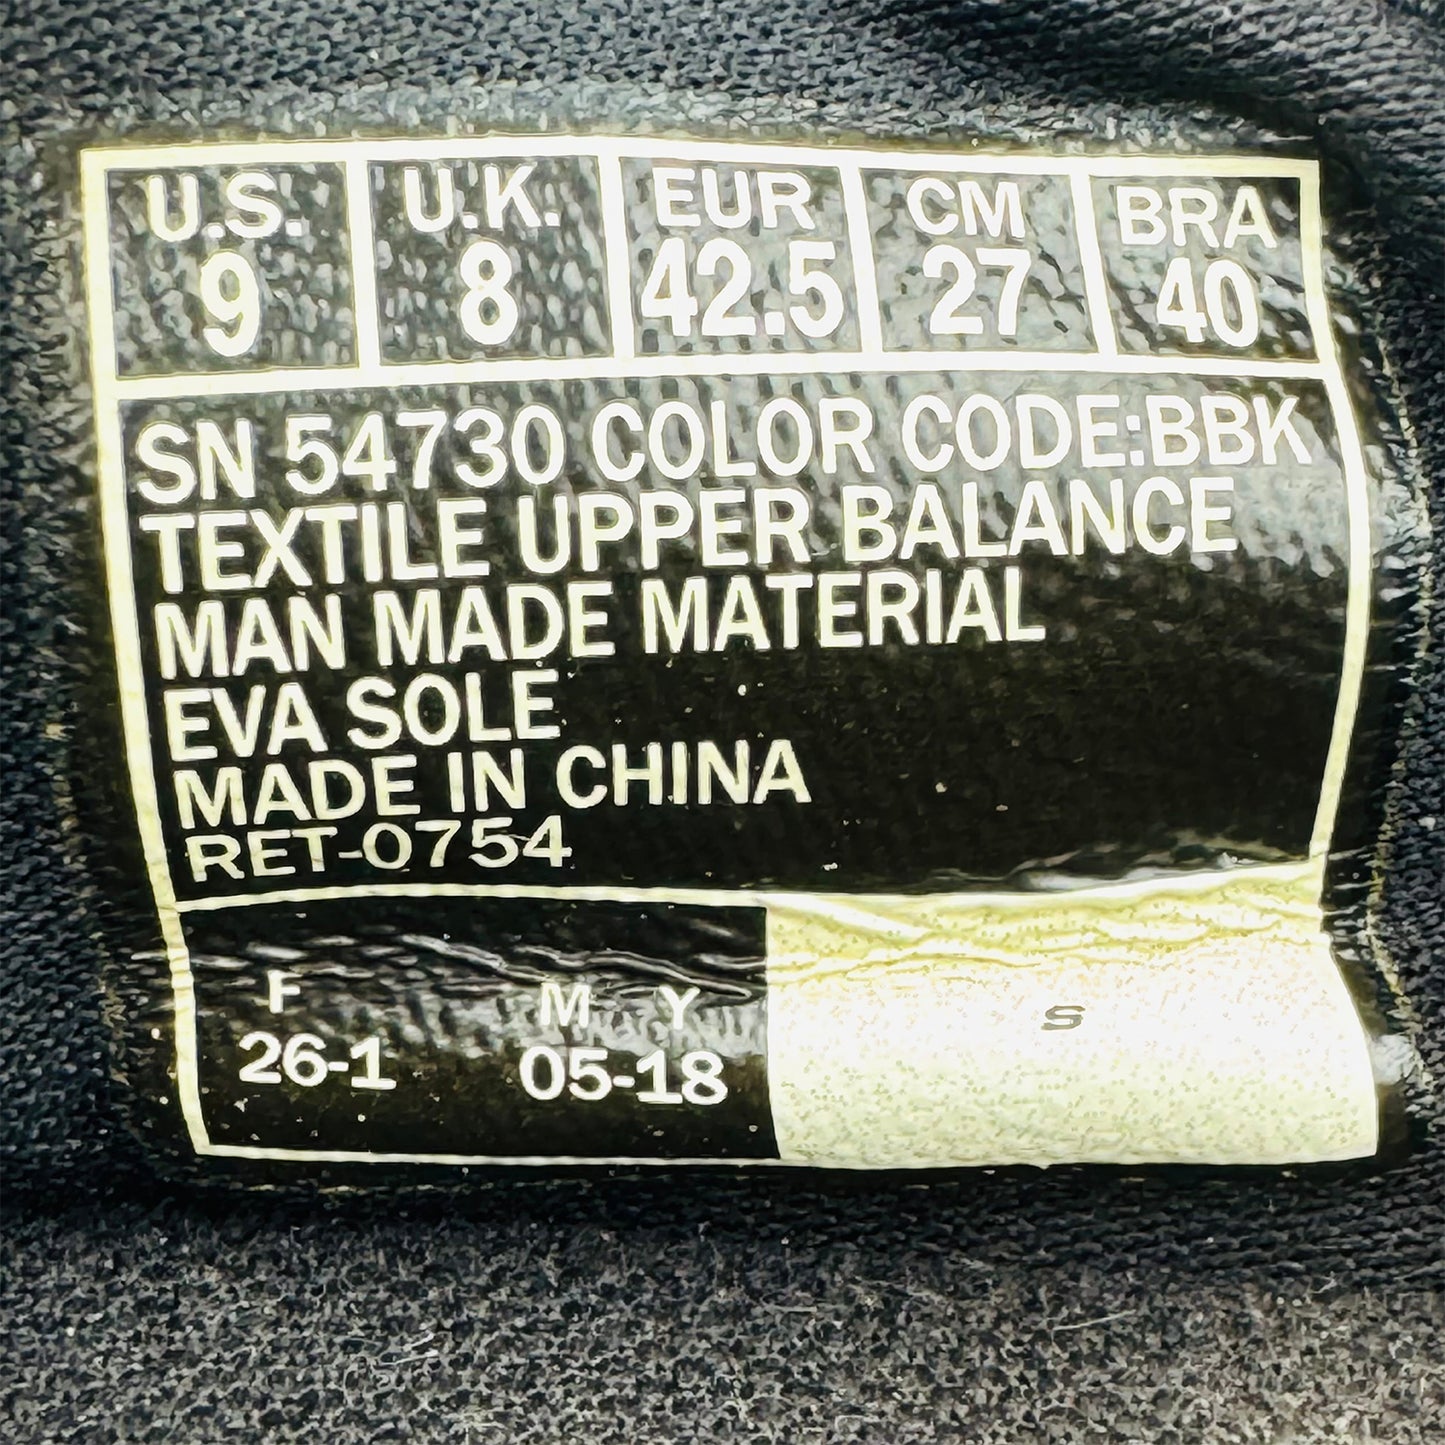 U.S. U.K. EUR CM BRA
9 8 42.5 27 40
SN 54730 COLOR CODE:BBK
TEXTILE UPPER BALANCE
MAN MADE MATERIAL
EVA SOLE
MADE IN CHINA
RET-0754
F M Y
26-1 05-18
S